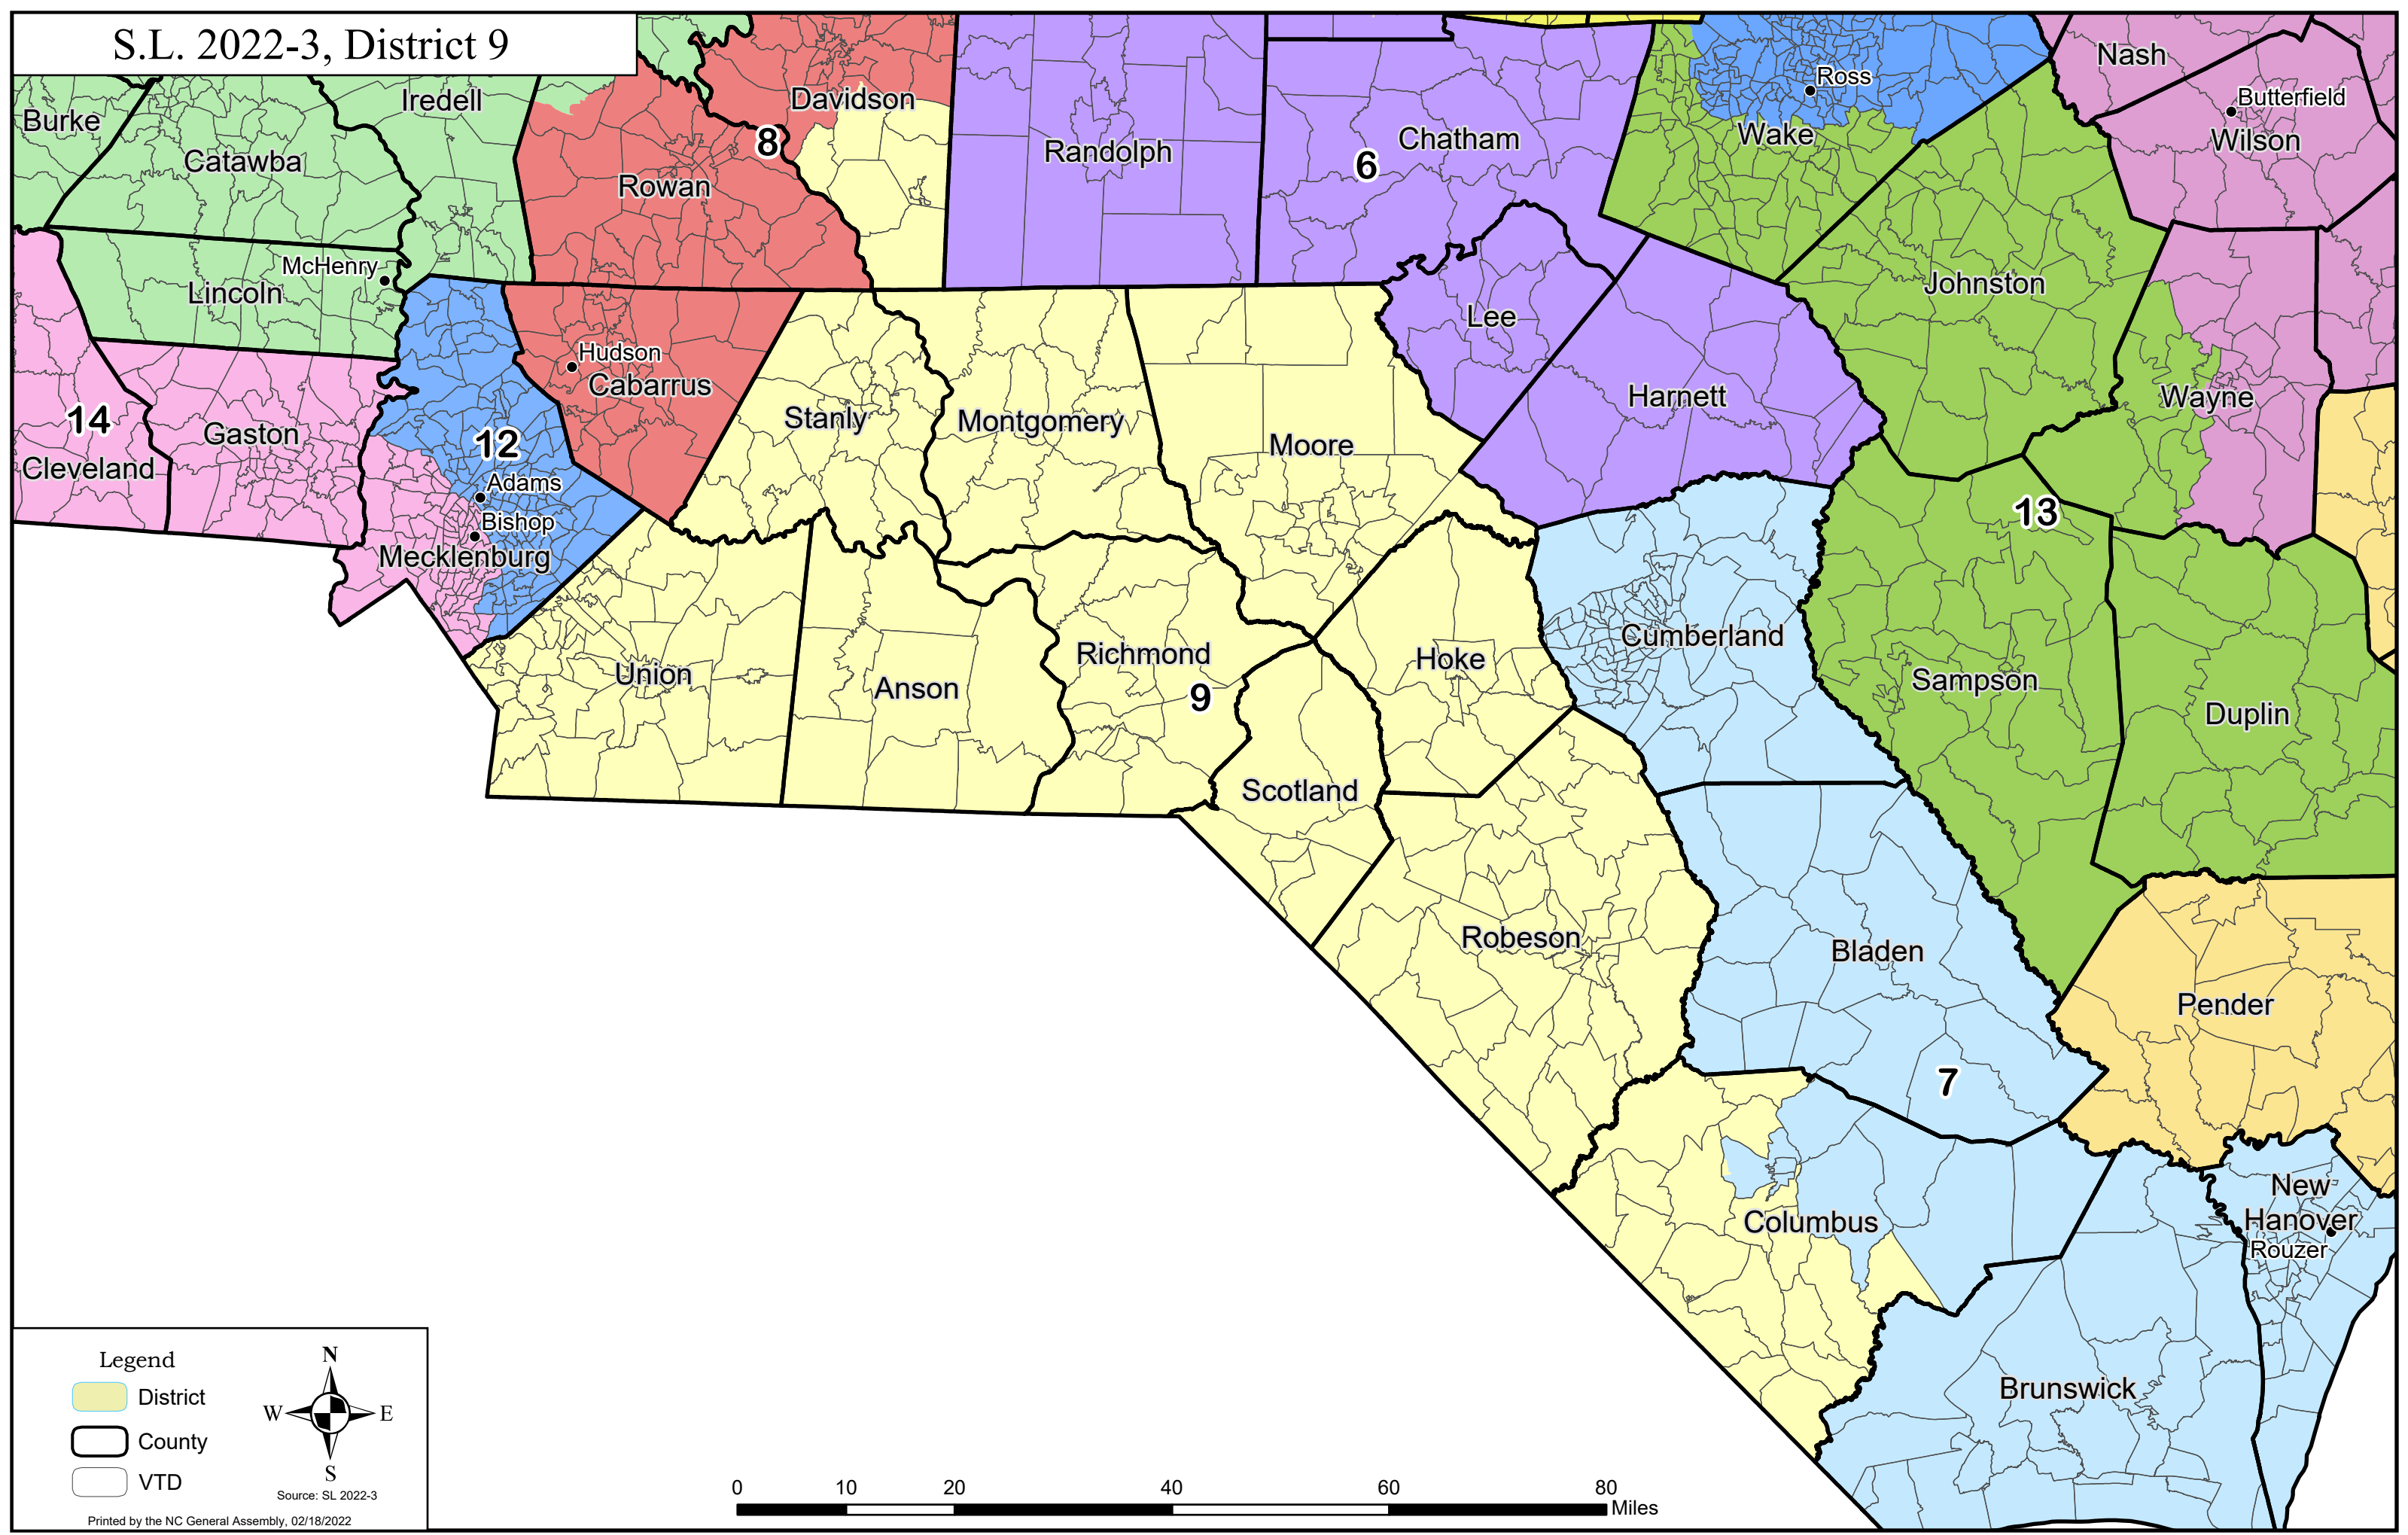 S.L. 2022-3, District 9
Nash
Ross
Butterfield
Iredell
Davidson
Burke
Wake
Wilson
8
Chatham
Randolph
6
Catawba
Rowan
McHenry
Lincoln
Johnston
Lee
Hudson
Cabarrus
Harnett
Wayne
14
Stanly
Montgomery
Gaston
12
Moore
Cleveland
Adams
13
Bishop
Mecklenburg
Cumberland
Richmond
Hoke
Union
Anson
9
Sampson
Duplin
Scotland
Robeson
Bladen
Pender
7
New
Hanover
Columbus
Rouzer
Brunswick
Legend
District
County
VTD
N
W
E
S
Source: SL 2022-3
Printed by the NC General Assembly, 02/18/2022
0 10 20 40 60 80
Miles